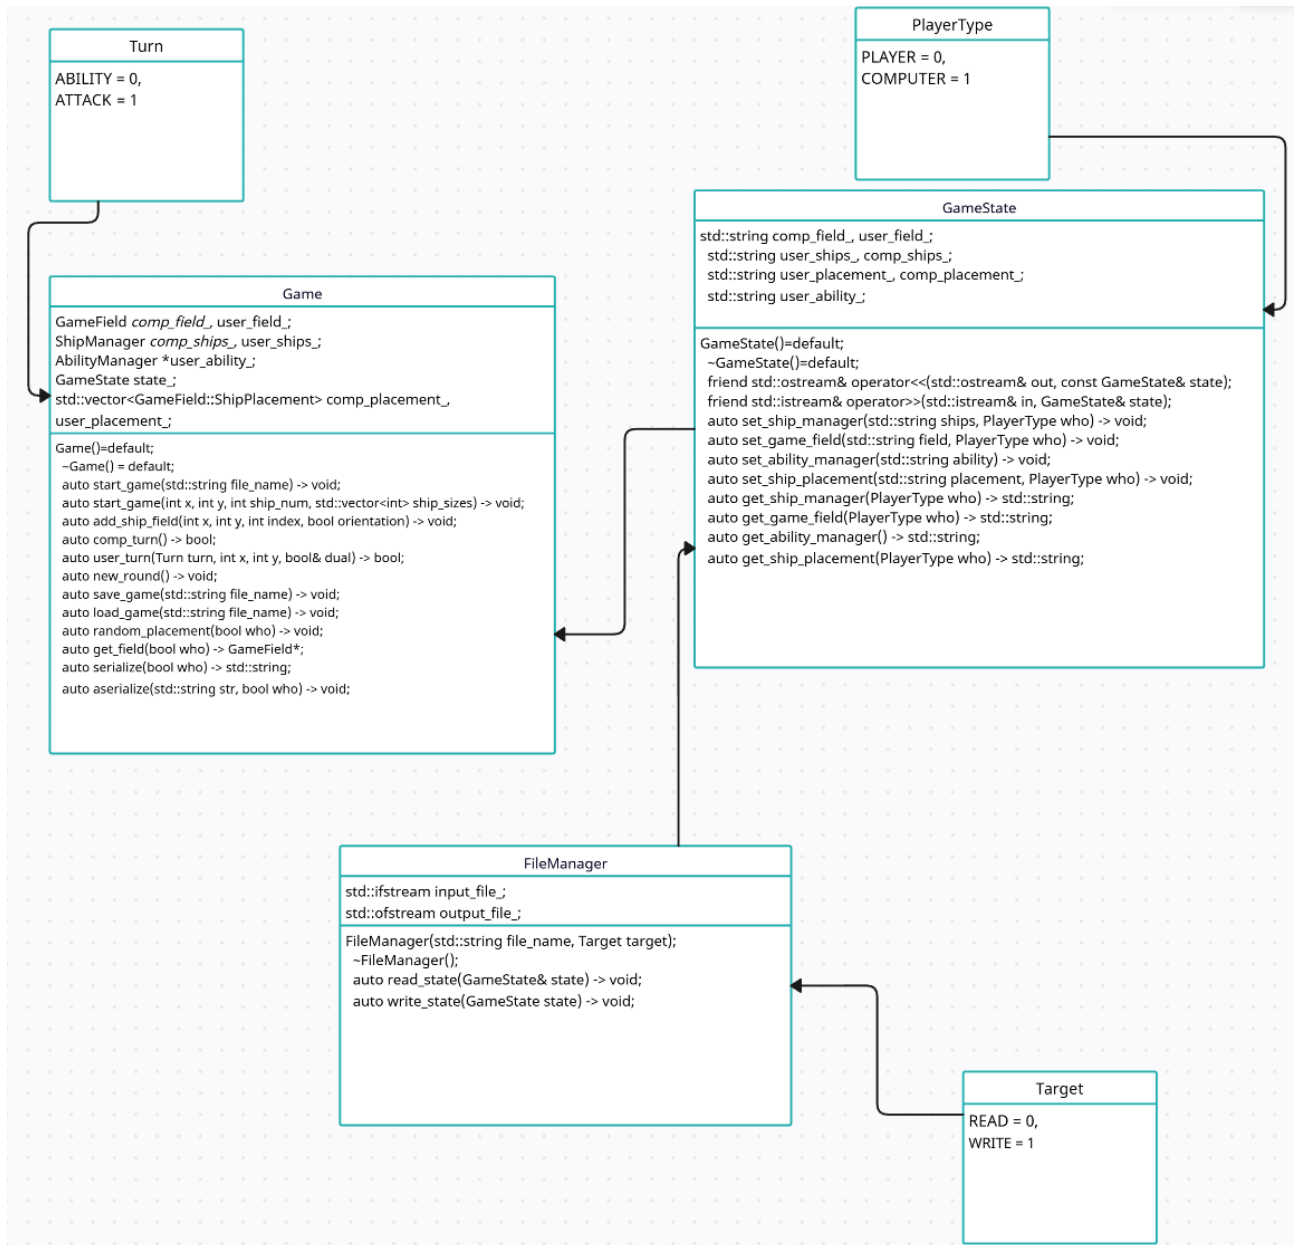 Turn
ABILITY = 0,
ATTACK = 1
PlayerType
PLAYER = 0,
COMPUTER = 1
GameState
std::string comp_field_, user_field_;
std::string user_ships_, comp_ships_;
std::string user_placement_, comp_placement_;
std::string user_ability_;
GameState()=default;
~GameState()=default;
friend std::ostream& operator<<(std::ostream& out, const GameState& state);
friend std::istream& operator>>(std::istream& in, GameState& state);
auto set_ship_manager(std::string ships, PlayerType who) -> void;
auto set_game_field(std::string field, PlayerType who) -> void;
auto set_ability_manager(std::string ability) -> void;
auto set_ship_placement(std::string placement, PlayerType who) -> void;
auto get_ship_manager(PlayerType who) -> std::string;
auto get_game_field(PlayerType who) -> std::string;
auto get_ability_manager() -> std::string;
auto get_ship_placement(PlayerType who) -> std::string;
Game
GameField comp_field_, user_field_;
ShipManager comp_ships_, user_ships_;
AbilityManager *user_ability_;
GameState state_;
std::vector<GameField::ShipPlacement> comp_placement_,
user_placement_;
Game()=default;
~Game() = default;
auto start_game(std::string file_name) -> void;
auto start_game(int x, int y, int ship_num, std::vector<int> ship_sizes) -> void;
auto add_ship_field(int x, int y, int index, bool orientation) -> void;
auto comp_turn() -> bool;
auto user_turn(Turn turn, int x, int y, bool& dual) -> bool;
auto new_round() -> void;
auto save_game(std::string file_name) -> void;
auto load_game(std::string file_name) -> void;
auto random_placement(bool who) -> void;
auto get_field(bool who) -> GameField*;
auto serialize(bool who) -> std::string;
auto aserialize(std::string str, bool who) -> void;
FileManager
std::ifstream input_file_;
std::ofstream output_file_;
FileManager(std::string file_name, Target target);
~FileManager();
auto read_state(GameState& state) -> void;
auto write_state(GameState state) -> void;
Target
READ = 0,
WRITE = 1